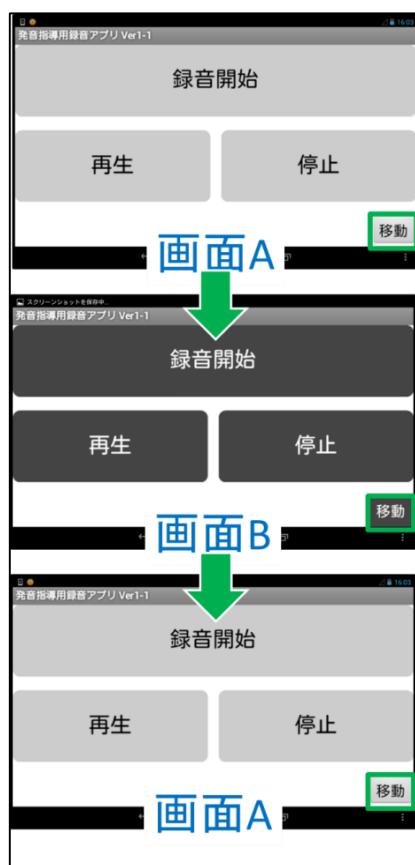 16:03
発音指導用録音アプリ Ver1-1
録音開始
再生 停止
移動
画面A
スクリーンショットを保存中...
発音指導用録音アプリ Ver1-1
録音開始
再生 停止
移動
画面B
16:03
発音指導用録音アプリ Ver1-1
録音開始
再生 停止
移動
画面A